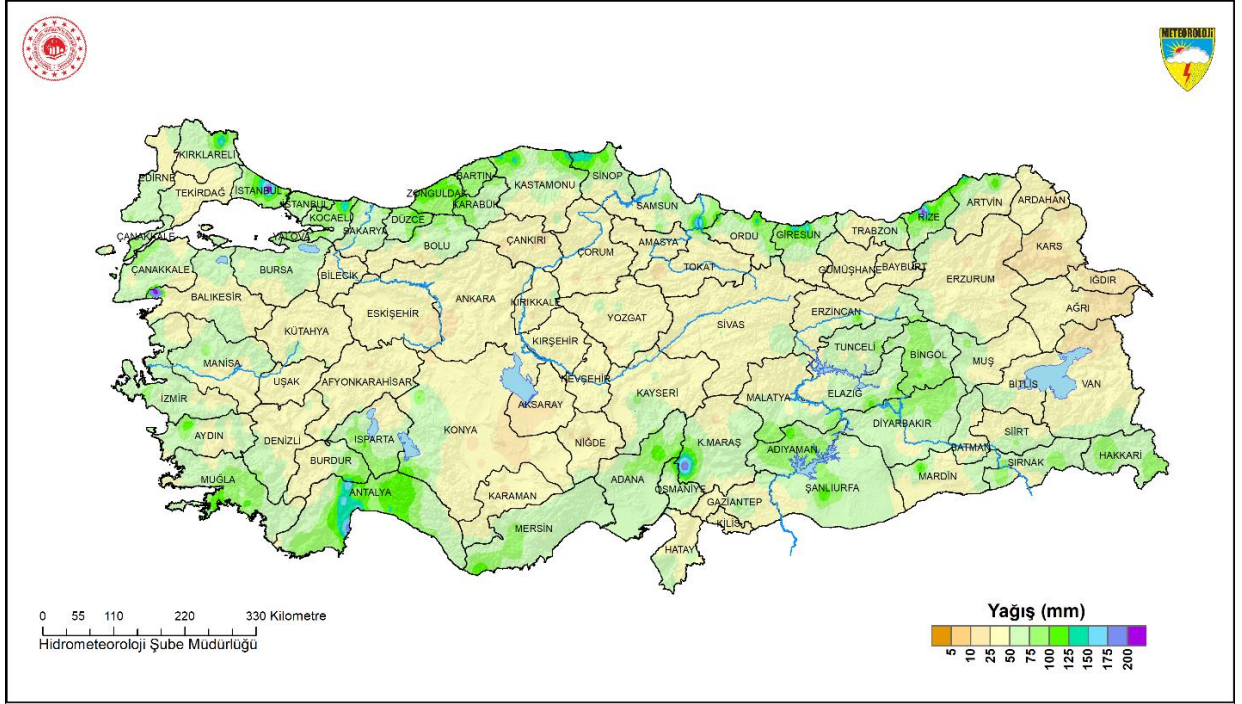 METEOROLOJİ
KIRKLARELİ
EDİRNE
TEKİRDAĞ
İSTANBUL
İSTANBUL
KOCAELİ
YALOVA
SAKARYA
DÜZCE
ZONGULDAK
BARTIN
KARABÜK
KASTAMONU
SİNOP
SAMSUN
ORDU
GİRESUN
TRABZON
RİZE
ARTVİN
ARDAHAN
KARS
ÇANAKKALE
ÇANAKKALE
BALIKESİR
BURSA
BİLECİK
BOLU
ÇANKIRI
ÇORUM
AMASYA
TOKAT
GÜMÜŞHANE
BAYBURT
ERZURUM
IĞDIR
AĞRI
KÜTAHYA
ESKİŞEHİR
ANKARA
KIRIKKALE
KIRŞEHİR
YOZGAT
SİVAS
ERZİNCAN
TUNCELİ
BİNGÖL
MUŞ
BİTLİS
VAN
MANİSA
İZMİR
UŞAK
AFYONKARAHİSAR
KONYA
AKSARAY
NEVŞEHİR
KAYSERİ
MALATYA
ELAZIĞ
DİYARBAKIR
BATMAN
SİİRT
ŞIRNAK
HAKKARİ
AYDIN
DENİZLİ
ISPARTA
BURDUR
MUĞLA
ANTALYA
KARAMAN
MERSİN
NİĞDE
ADANA
K.MARAŞ
OSMANİYE
ADIYAMAN
GAZİANTEP
KİLİS
HATAY
ŞANLIURFA
MARDİN
0 55 110 220 330 Kilometre
Hidrometeoroloji Şube Müdürlüğü
Yağış (mm)
5 10 25 50 75 100 125 150 175 200